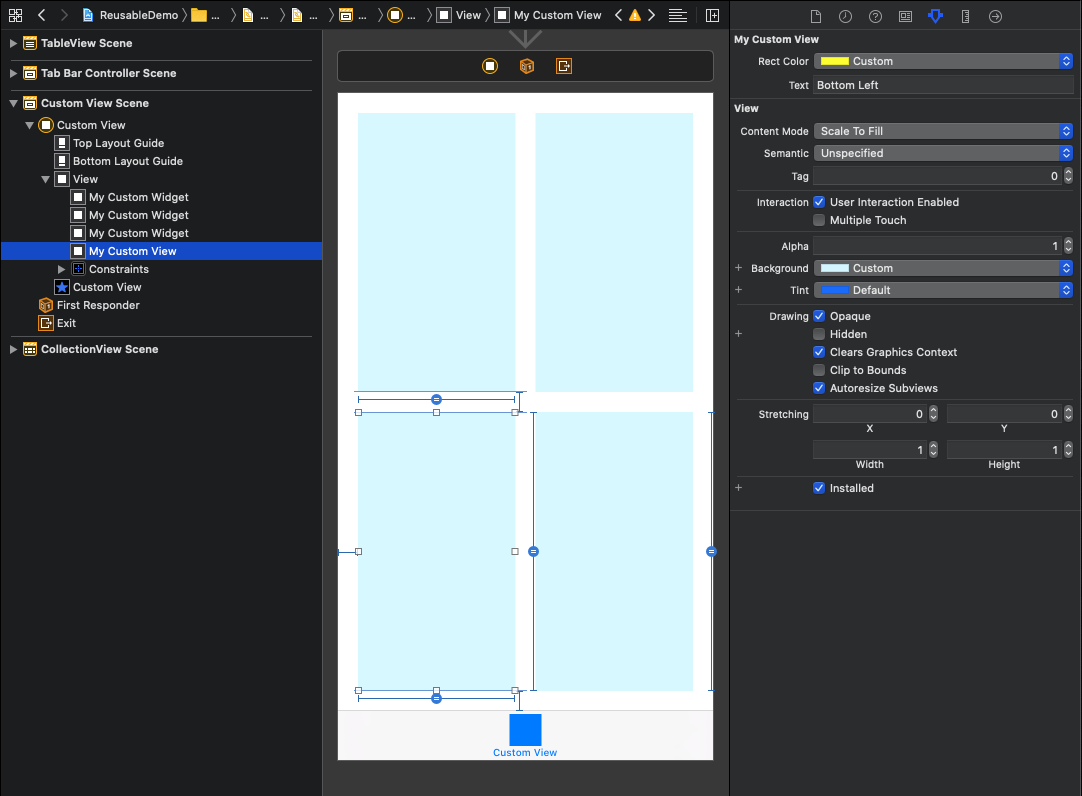 ReusableDemo ... ... ... ... ... View My Custom View
TableView Scene
Tab Bar Controller Scene
Custom View Scene
Custom View
Top Layout Guide
Bottom Layout Guide
View
My Custom Widget
My Custom Widget
My Custom Widget
My Custom View
Constraints
Custom View
First Responder
Exit
CollectionView Scene
Custom View
My Custom View
Rect Color Custom
Text Bottom Left
View
Content Mode Scale To Fill
Semantic Unspecified
Tag 0
Interaction User Interaction Enabled
Multiple Touch
Alpha 1
+ Background Custom
+ Tint Default
Drawing Opaque
+ Hidden
Clears Graphics Context
Clip to Bounds
Autoresize Subviews
Stretching 0 0
X Y
1 1
Width Height
+ Installed